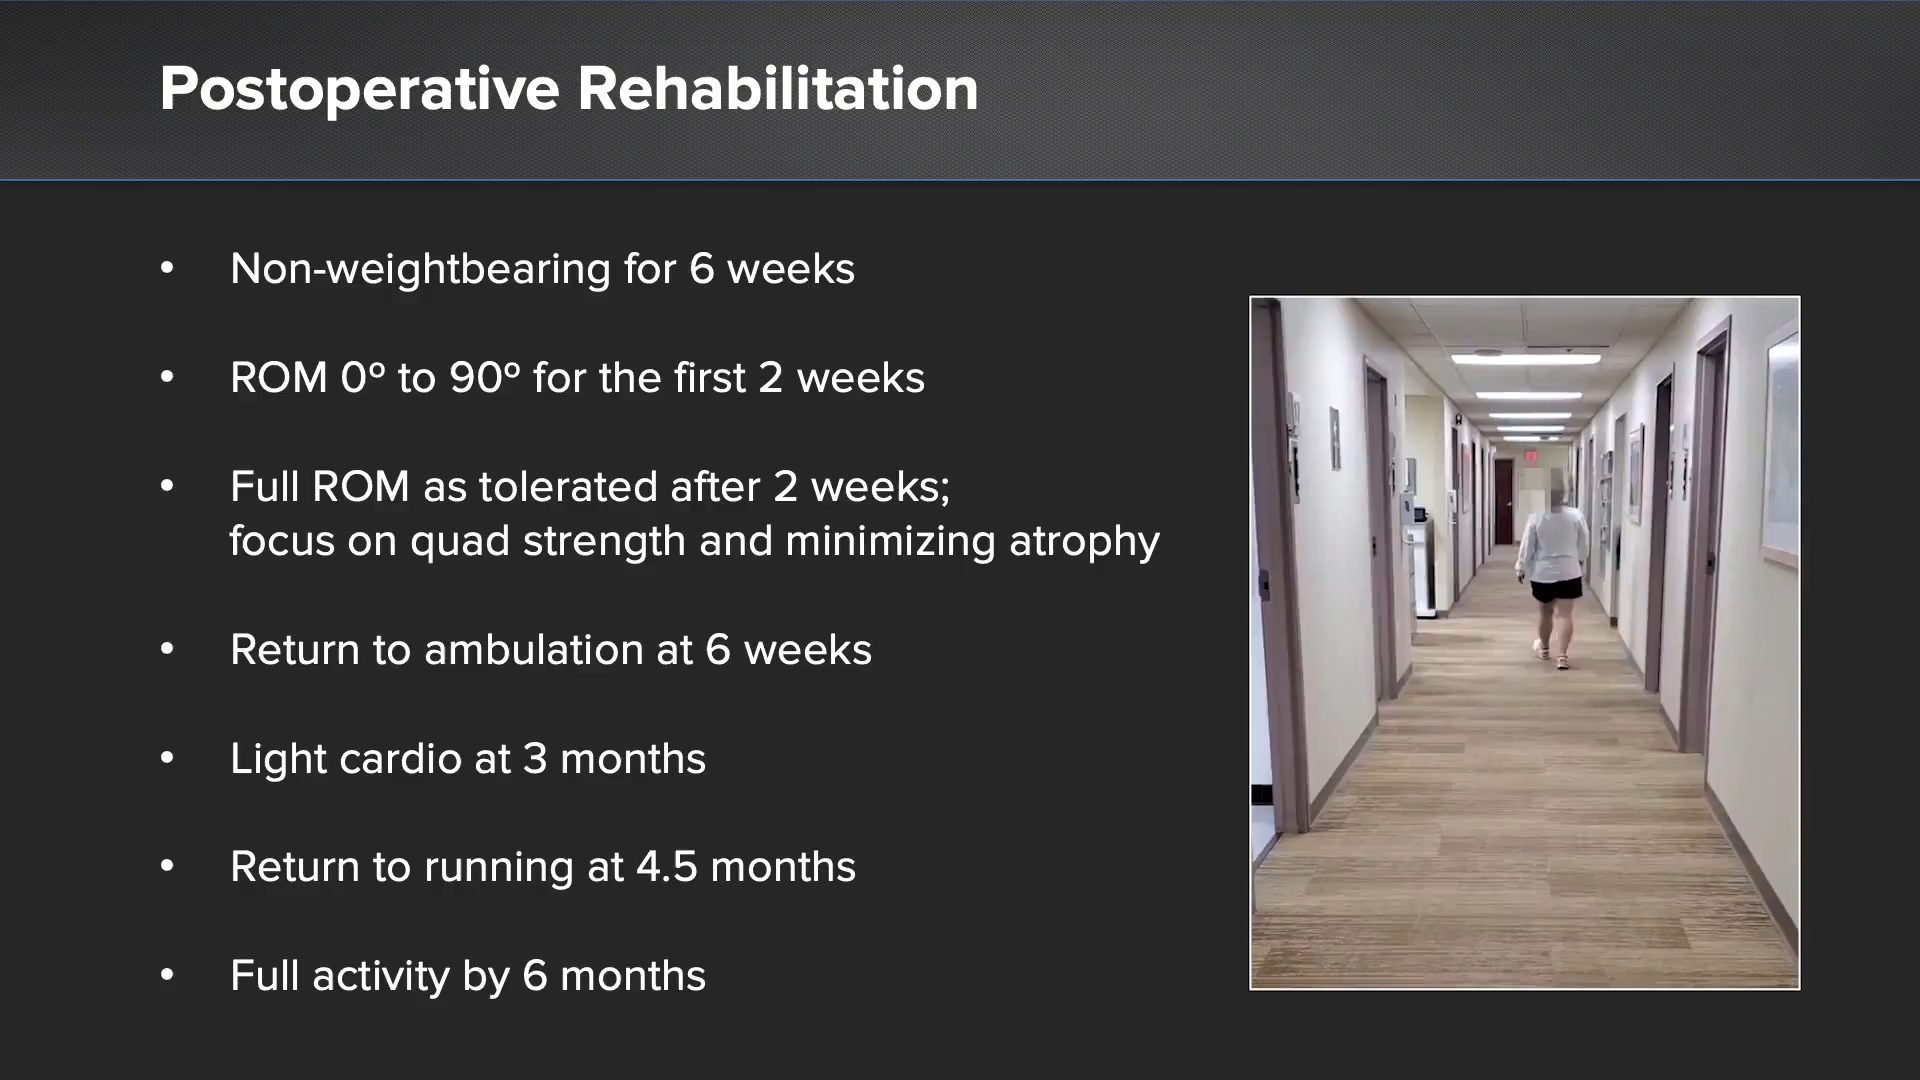 Postoperative Rehabilitation
• Non-weightbearing for 6 weeks
• ROM 0º to 90º for the first 2 weeks
• Full ROM as tolerated after 2 weeks;
focus on quad strength and minimizing atrophy
• Return to ambulation at 6 weeks
• Light cardio at 3 months
• Return to running at 4.5 months
• Full activity by 6 months